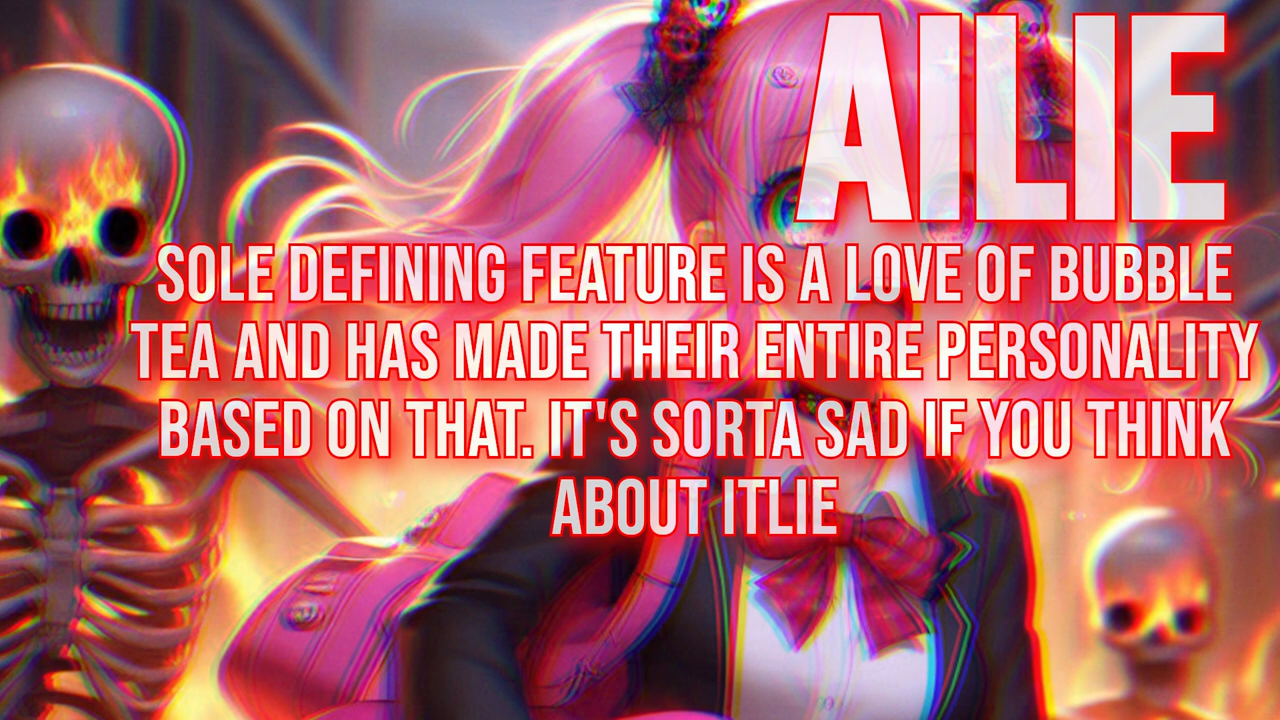 AILIE
SOLE DEFINING FEATURE IS A LOVE OF BUBBLE
TEA AND HAS MADE THEIR ENTIRE PERSONALITY
BASED ON THAT. IT'S SORTA SAD IF YOU THINK
ABOUT ITLIE